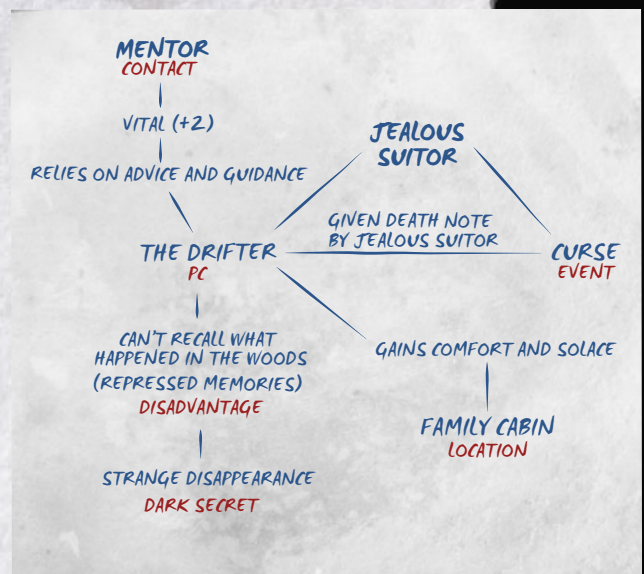 MENTOR
CONTACT
VITAL (+2)
RELIES ON ADVICE AND GUIDANCE
JEALOUS
SUITOR
GIVEN DEATH NOTE
BY JEALOUS SUITOR
THE DRIFTER
PC
CURSE
EVENT
CAN'T RECALL WHAT
HAPPENED IN THE WOODS
(REPRESSED MEMORIES)
DISADVANTAGE
GAINS COMFORT AND SOLACE
FAMILY CABIN
LOCATION
STRANGE DISAPPEARANCE
DARK SECRET